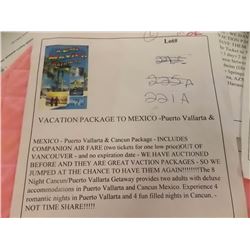 Lot#
225A
221A
VACATION PACKAGE TO MEXICO -Puerto Vallarta &
MEXICO - Puerto Vallarta & Cancun Package - INCLUDES
COMPANION AIR FARE (two tickets for one low price)OUT OF
VANCOUVER - and no expiration date - WE HAVE AUCTIONED
BEFORE AND THEY ARE GREAT VACTION PACKAGES - SO WE
JUMPED AT THE CHANCE TO HAVE THEM AGAIN!!!!!!!!The 8
Night Cancun/Puerto Vallarta Getaway provides two adults with deluxe
accommodations in Puerto Vallarta and Cancun Mexico. Experience 4
romantic nights in Puerto Vallarta and 4 fun filled nights in Cancun. -
NOT TIME SHARE!!!!!